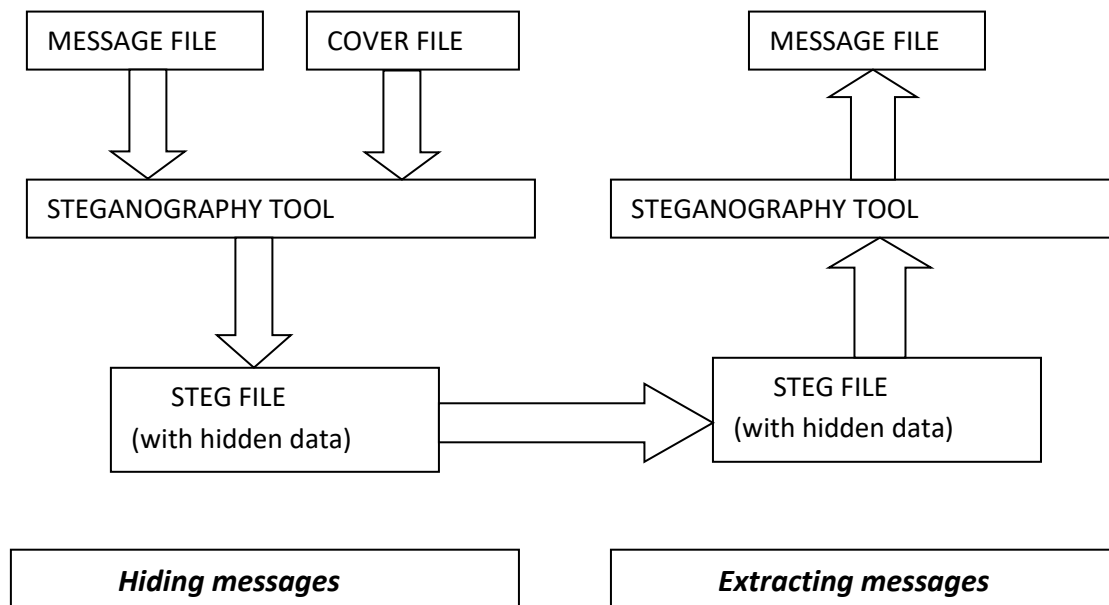 MESSAGE FILE
COVER FILE
MESSAGE FILE
STEGANOGRAPHY TOOL
STEGANOGRAPHY TOOL
STEG FILE
(with hidden data)
STEG FILE
(with hidden data)
Hiding messages
Extracting messages